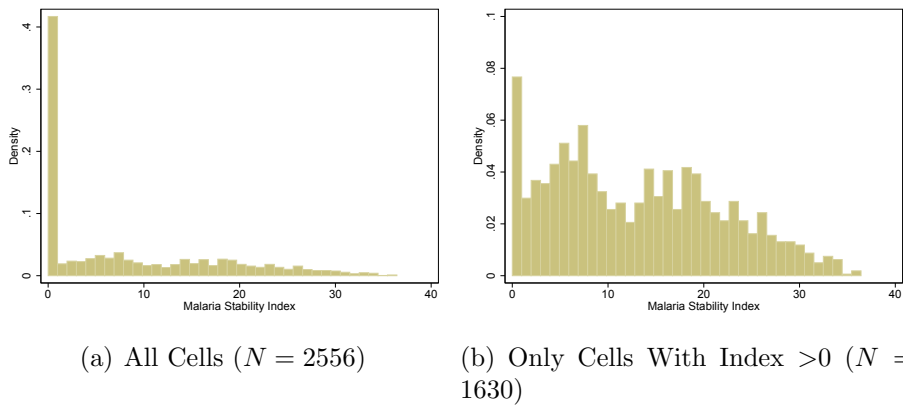 .4
.3
.2
.1
0
Density
0 10 20 30 40
Malaria Stability Index
.1
.08
.06
.04
.02
0
Density
0 10 20 30 40
Malaria Stability Index
(a) All Cells (N = 2556)
(b) Only Cells With Index >0 (N =
1630)